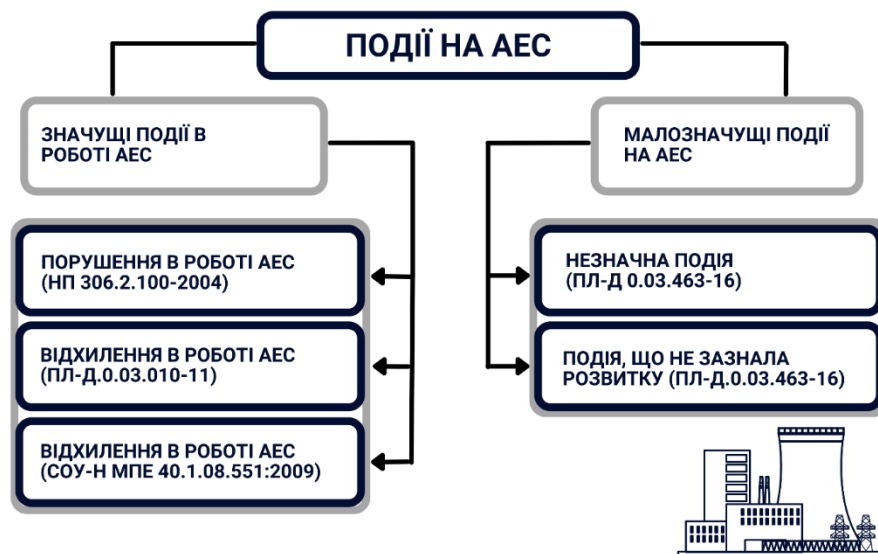 ПОДІЇ НА АЕС
ЗНАЧУЩІ ПОДІЇ В
РОБОТІ АЕС
МАЛОЗНАЧУЩІ ПОДІЇ
НА АЕС
ПОРУШЕННЯ В РОБОТІ АЕС
(НП 306.2.100-2004)
ВІДХИЛЕННЯ В РОБОТІ АЕС
(ПЛ-Д.0.03.010-11)
ВІДХИЛЕННЯ В РОБОТІ АЕС
(СОУ-Н МПЕ 40.1.08.551:2009)
НЕЗНАЧНА ПОДІЯ
(ПЛ-Д 0.03.463-16)
ПОДІЯ, ЩО НЕ ЗАЗНАЛА
РОЗВИТКУ (ПЛ-Д.0.03.463-16)